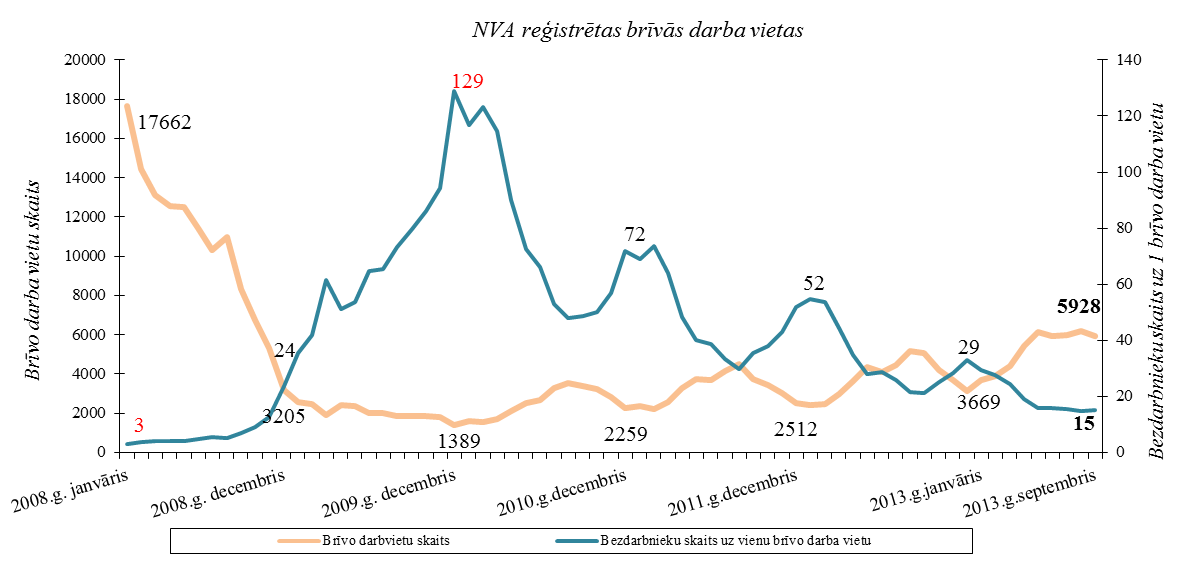 NVA reģistrētas brīvās darba vietas
Brīvo darba vietu skaits
20000
18000
16000
14000
12000
10000
8000
6000
4000
2000
0
140
120
100
80
60
40
20
0
Bezdarbnieku skaits uz 1 brīvo darba vietu
17662
3
24
3205
129
1389
72
2259
52
2512
29
3669
5928
15
2008.g. janvāris
2008.g. decembris
2009.g. decembris
2010.g.decembris
2011.g.decembris
2013.g.janvāris
2013.g.septembris
Brīvo darbvietu skaits
Bezdarbnieku skaits uz vienu brīvo darba vietu